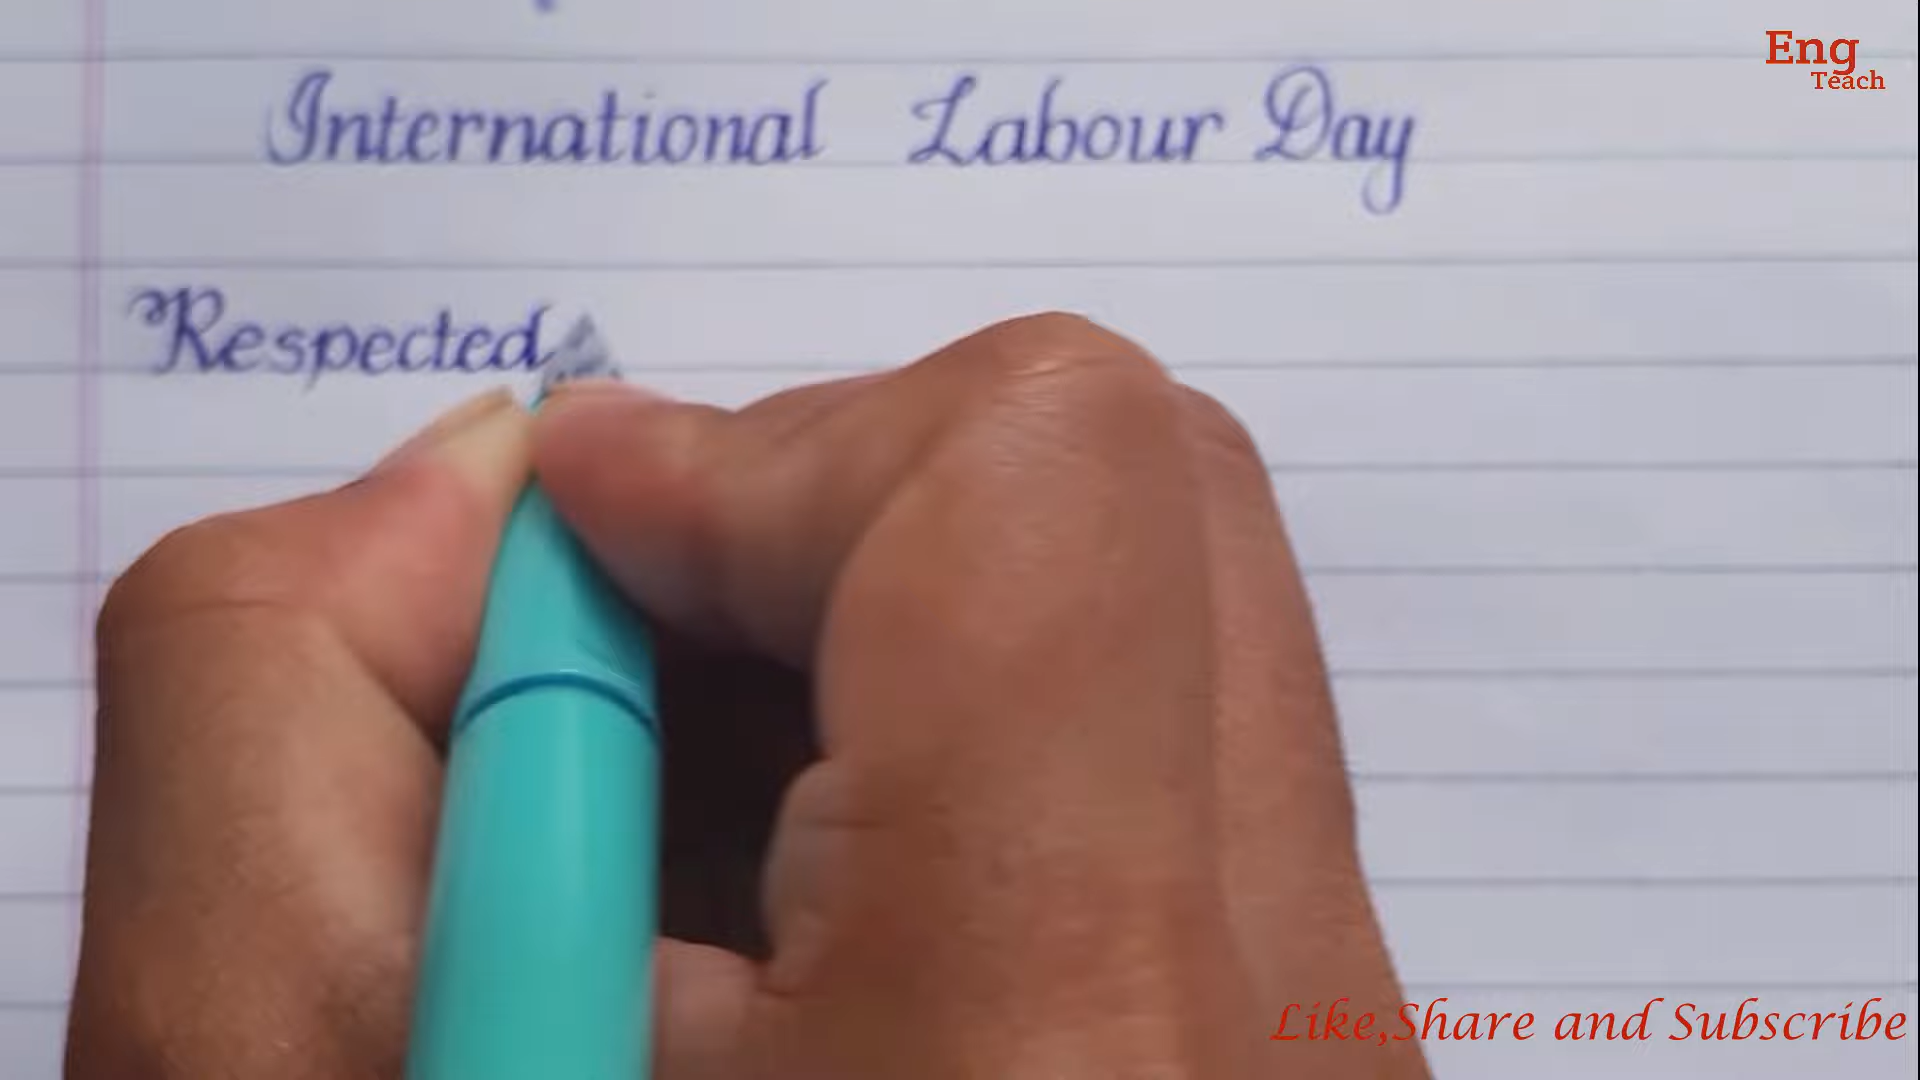 Eng
Teach
International Labour Day
Respected
Like,Share and Subscribe